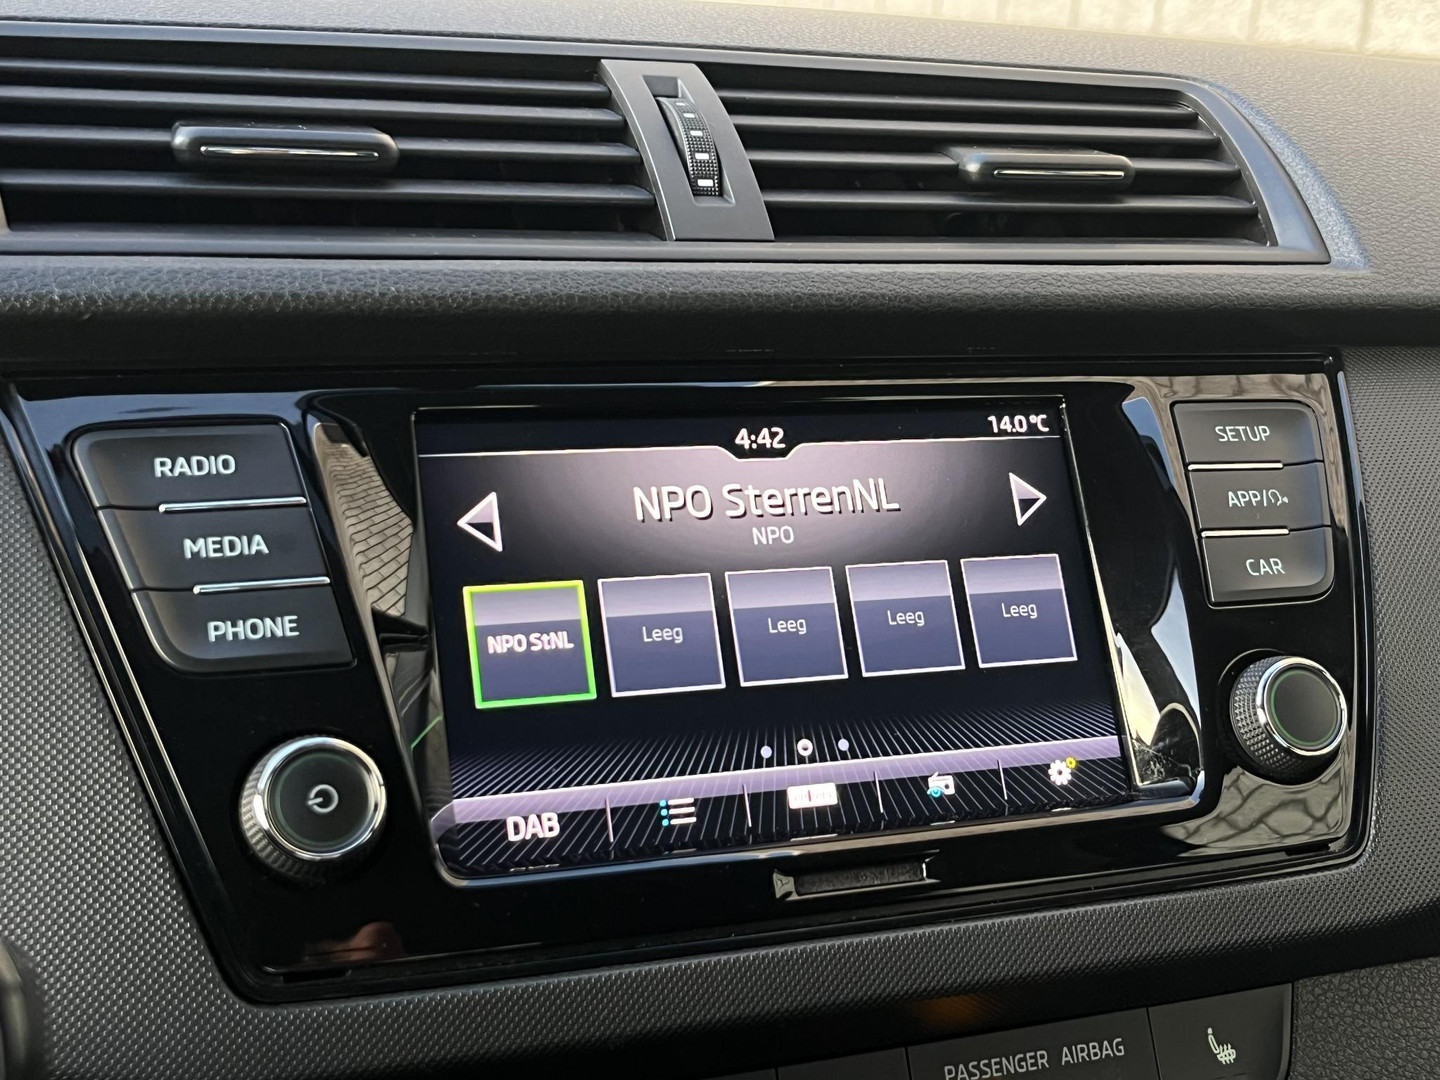 4:42
14.0°C
RADIO
MEDIA
PHONE
NPO SterrenNL
NPO
NPO StNL
Leeg
Leeg
Leeg
Leeg
DAB
SETUP
APP/
CAR
PASSENGER AIRBAG